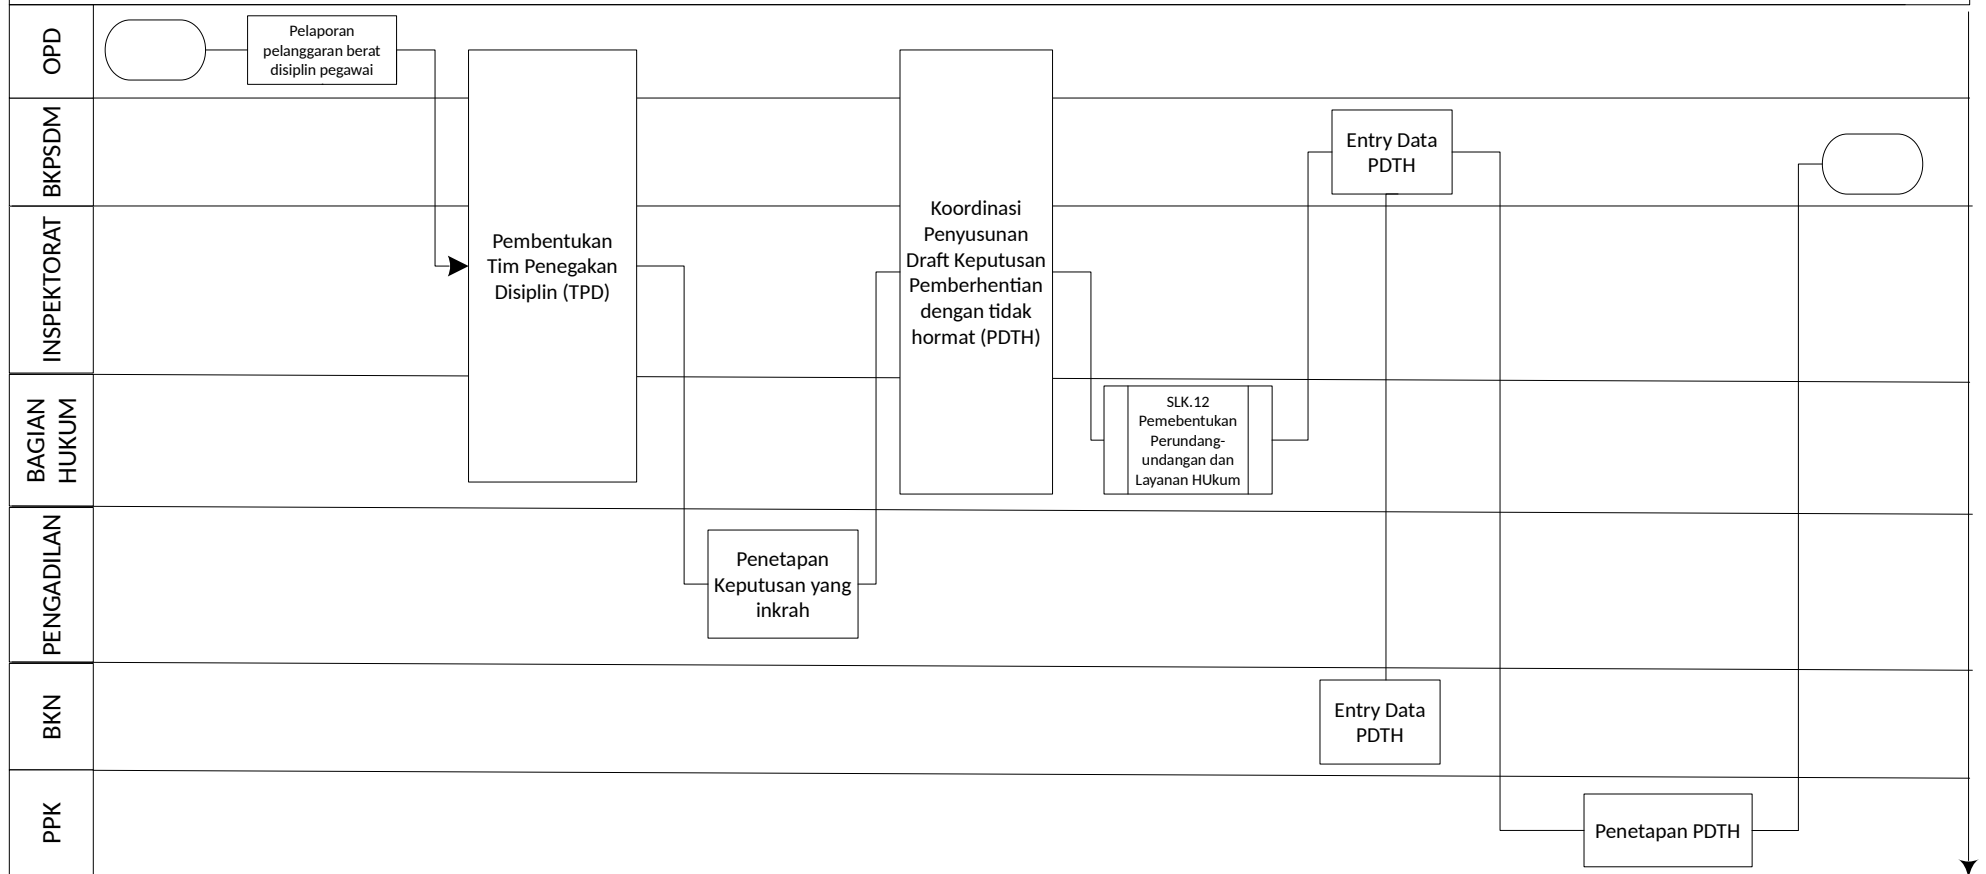 OPD
Pelaporan
pelanggaran berat
disiplin pegawai
BKPSDM
Entry Data
PDTH
INSPEKTORAT
Pembentukan
Tim Penegakan
Disiplin (TPD)
Koordinasi
Penyusunan
Draft Keputusan
Pemberhentian
dengan tidak
hormat (PDTH)
BAGIAN
HUKUM
SLK.12
Pemebentukan
Perundang-
undangan dan
Layanan HUkum
PENGADILAN
Penetapan
Keputusan yang
inkrah
BKN
Entry Data
PDTH
PPK
Penetapan PDTH